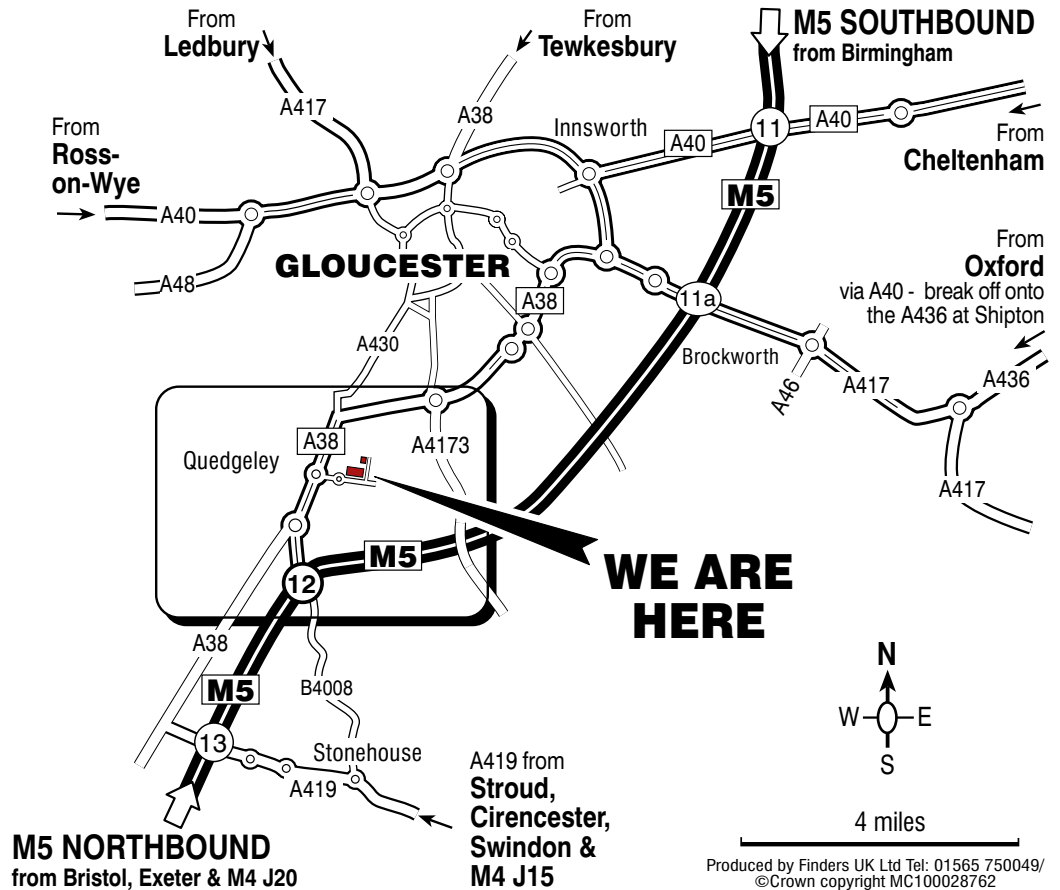 From
Ledbury
From
Tewkesbury
M5 SOUTHBOUND
from Birmingham
A417
A38
Innsworth
A40
11
A40
From
Cheltenham
From
Ross-
on-Wye
A40
A48
M5
GLOUCESTER
A38
11a
From
Oxford
via A40 - break off onto
the A436 at Shipton
A430
Brockworth
A46
A417
A436
A417
Quedgeley
A38
A4173
M5
12
WE ARE
HERE
A38
M5
B4008
13
Stonehouse
A419
A419 from
Stroud,
Cirencester,
Swindon &
M4 J15
M5 NORTHBOUND
from Bristol, Exeter & M4 J20
N
W
E
S
4 miles
Produced by Finders UK Ltd Tel: 01565 750049/
©Crown copyright MC100028762